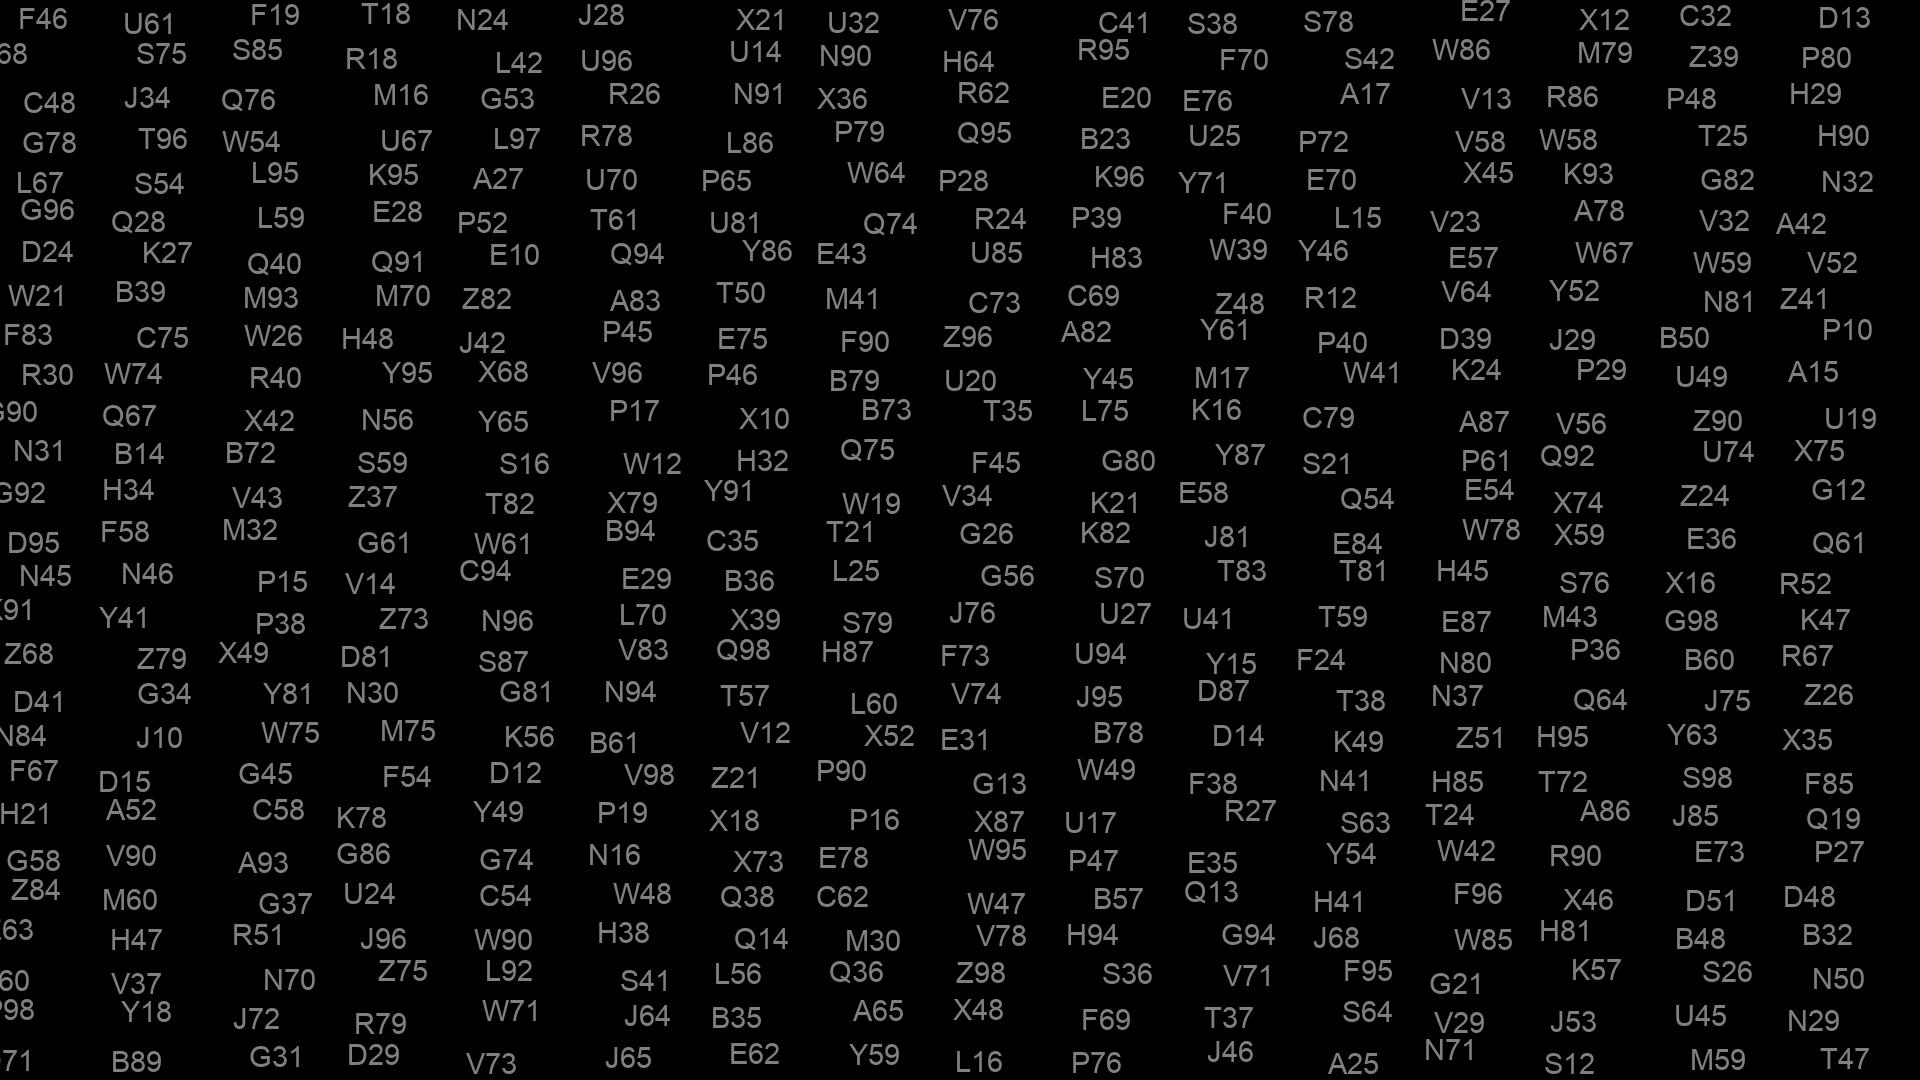 F46 U61 F19 T18 N24 J28 X21 U32 V76 C41 S38 S78 E27 X12 C32 D13
68 S75 S85 R18 L42 U96 U14 N90 H64 R95 F70 S42 W86 M79 Z39 P80
C48 J34 Q76 M16 G53 R26 N91 X36 R62 E20 E76 A17 V13 R86 P48 H29
G78 T96 W54 U67 L97 R78 L86 P79 Q95 B23 U25 P72 V58 W58 T25 H90
L67 S54 L95 K95 A27 U70 P65 W64 P28 K96 Y71 E70 X45 K93 G82 N32
G96 Q28 L59 E28 P52 T61 U81 Q74 R24 P39 F40 L15 V23 A78 V32 A42
D24 K27 Q40 Q91 E10 Q94 Y86 E43 U85 H83 W39 Y46 E57 W67 W59 V52
W21 B39 M93 M70 Z82 A83 T50 M41 C73 C69 Z48 R12 V64 Y52 N81 Z41
F83 C75 W26 H48 J42 P45 E75 F90 Z96 A82 Y61 P40 D39 J29 B50 P10
R30 W74 R40 Y95 X68 V96 P46 B79 U20 Y45 M17 W41 K24 P29 U49 A15
G90 Q67 X42 N56 Y65 P17 X10 B73 T35 L75 K16 C79 A87 V56 Z90 U19
N31 B14 B72 S59 S16 W12 H32 Q75 F45 G80 Y87 S21 P61 Q92 U74 X75
G92 H34 V43 Z37 T82 X79 Y91 W19 V34 K21 E58 Q54 E54 X74 Z24 G12
D95 F58 M32 G61 W61 B94 C35 T21 G26 K82 J81 E84 W78 X59 E36 Q61
N45 N46 P15 V14 C94 E29 B36 L25 G56 S70 T83 T81 H45 S76 X16 R52
91 Y41 P38 Z73 N96 L70 X39 S79 J76 U27 U41 T59 E87 M43 G98 K47
Z68 Z79 X49 D81 S87 V83 Q98 H87 F73 U94 Y15 F24 N80 P36 B60 R67
D41 G34 Y81 N30 G81 N94 T57 L60 V74 J95 D87 T38 N37 Q64 J75 Z26
N84 J10 W75 M75 K56 B61 V12 X52 E31 B78 D14 K49 Z51 H95 Y63 X35
F67 D15 G45 F54 D12 V98 Z21 P90 G13 W49 F38 N41 H85 T72 S98 F85
H21 A52 C58 K78 Y49 P19 X18 P16 X87 U17 R27 S63 T24 A86 J85 Q19
G58 V90 A93 G86 G74 N16 X73 E78 W95 P47 E35 Y54 W42 R90 E73 P27
Z84 M60 G37 U24 C54 W48 Q38 C62 W47 B57 Q13 H41 F96 X46 D51 D48
63 H47 R51 J96 W90 H38 Q14 M30 V78 H94 G94 J68 W85 H81 B48 B32
60 V37 N70 Z75 L92 S41 L56 Q36 Z98 S36 V71 F95 G21 K57 S26 N50
98 Y18 J72 R79 W71 J64 B35 A65 X48 F69 T37 S64 V29 J53 U45 N29
71 B89 G31 D29 V73 J65 E62 Y59 L16 P76 J46 A25 N71 S12 M59 T47